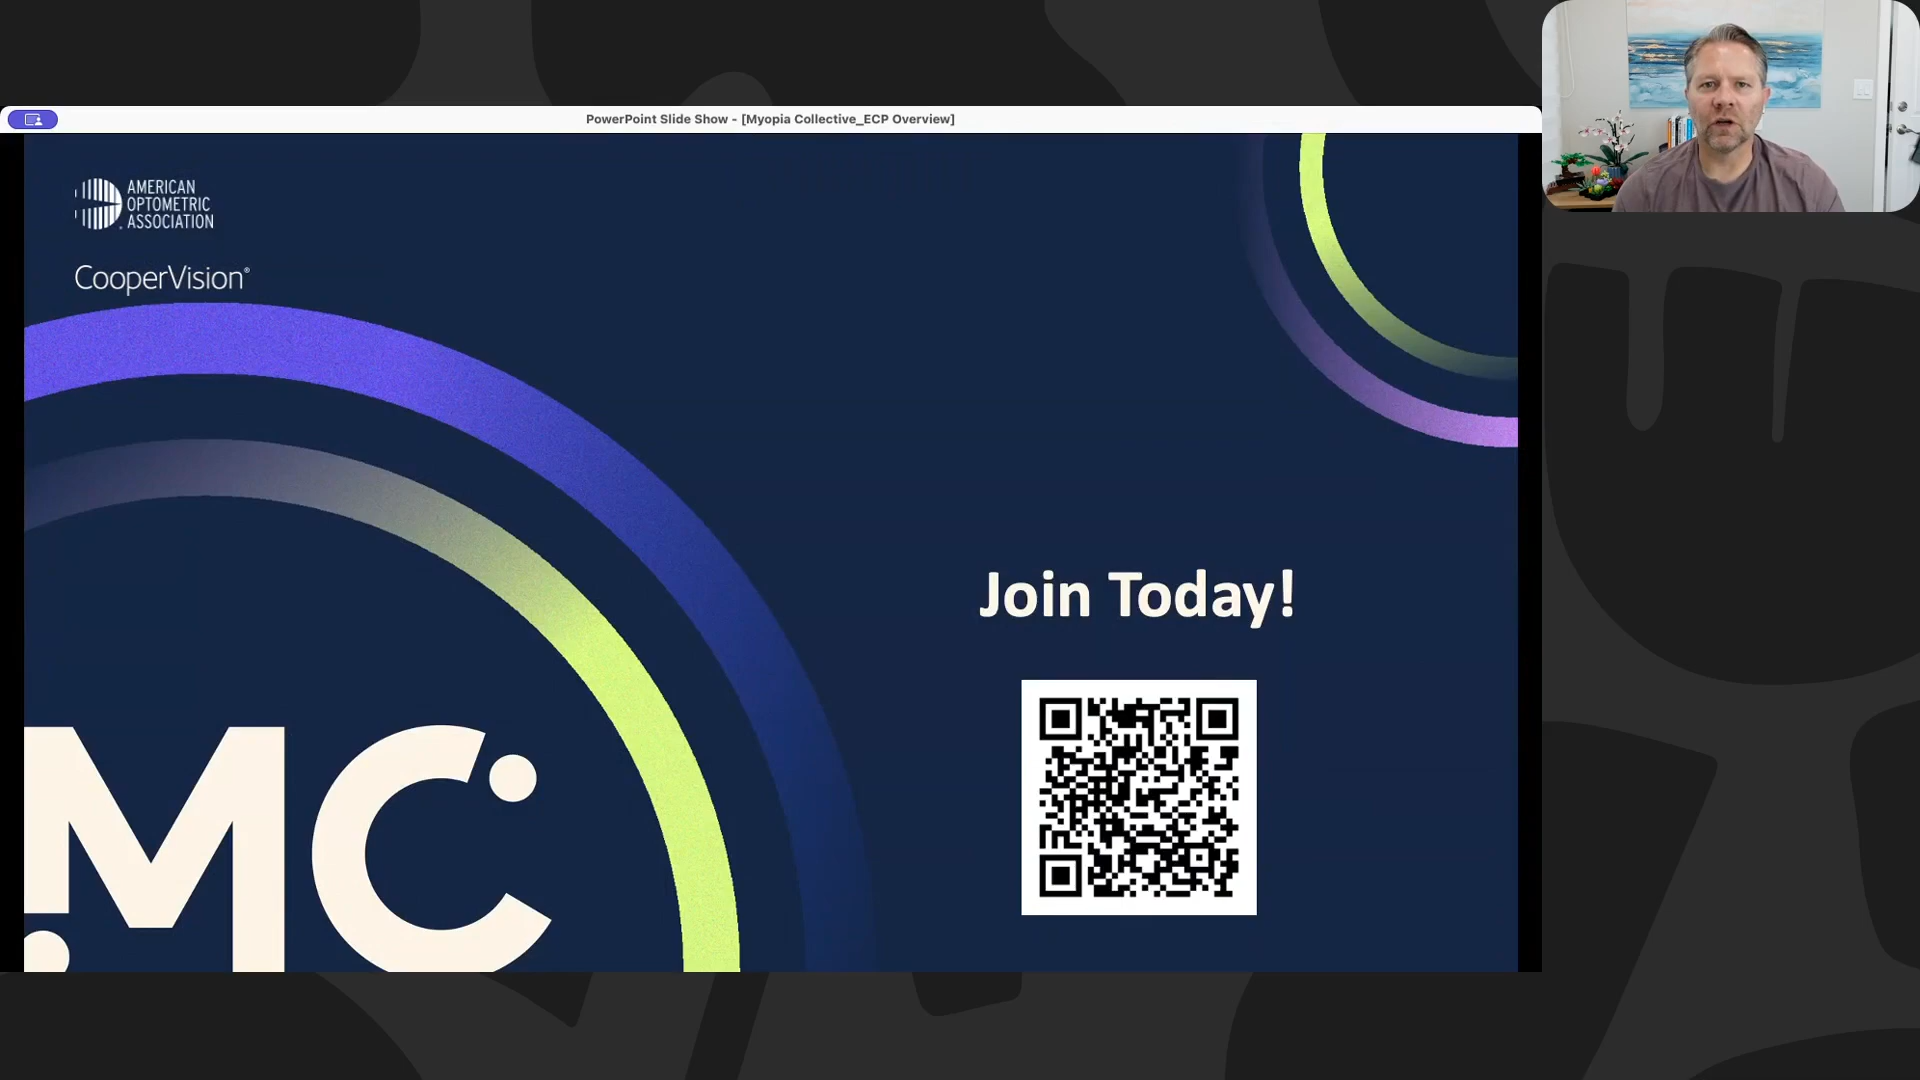 PowerPoint Slide Show - [Myopia Collective_ECP Overview]
AMERICAN
OPTOMETRIC
ASSOCIATION
CooperVision®
Join Today!
MC